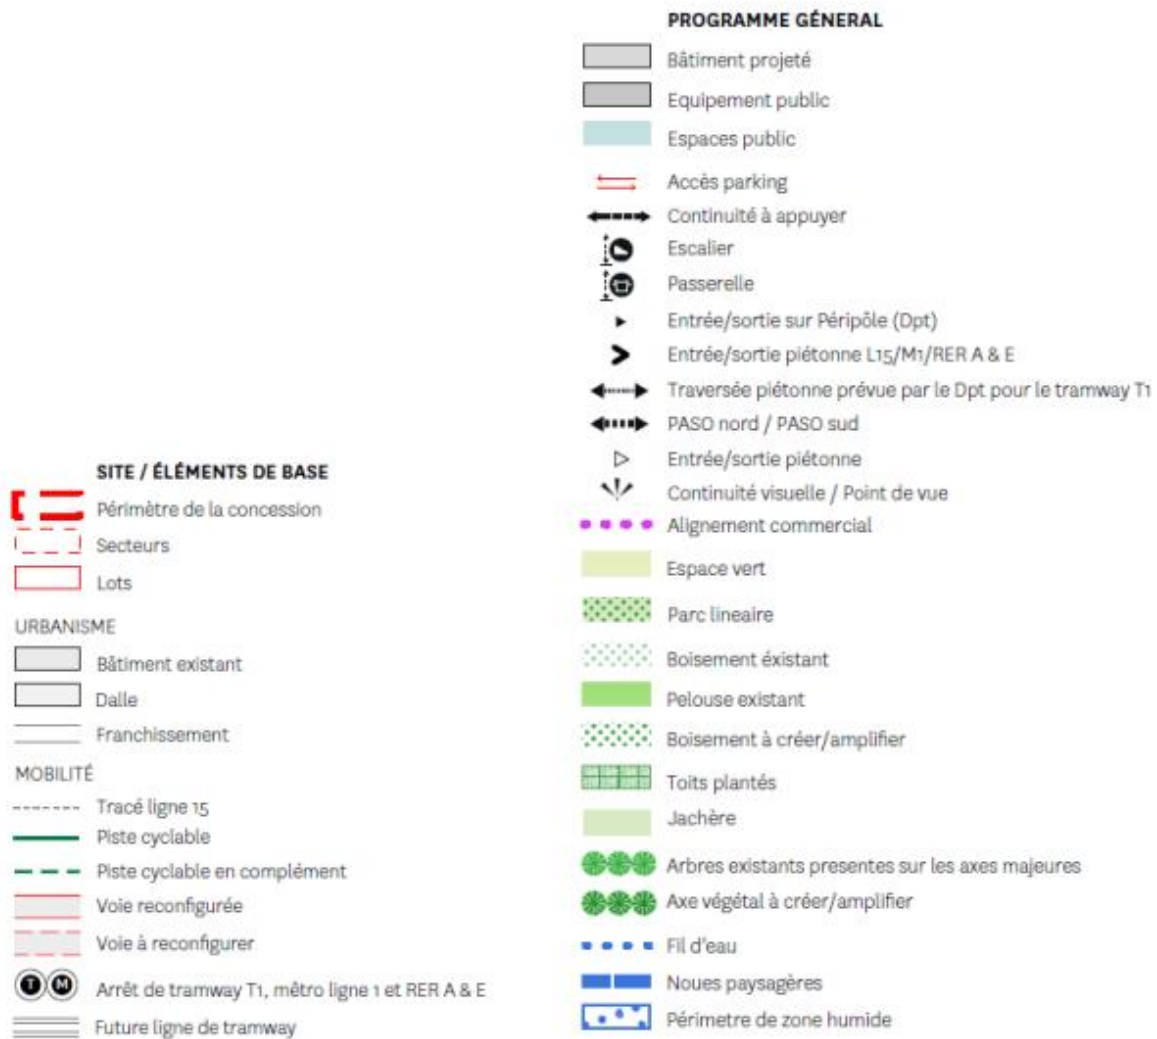 PROGRAMME GÉNERAL
Bâtiment projeté
Equipement public
Espaces public
Accès parking
Continuité à appuyer
Escalier
Passerelle
Entrée/sortie sur Péripôle (Dpt)
Entrée/sortie piétonne L15/M1/RER A & E
Traversée piétonne prévue par le Dpt pour le tramway T1
PASO nord / PASO sud
Entrée/sortie piétonne
Continuité visuelle / Point de vue
Alignement commercial
Espace vert
Parc lineaire
Boisement éxistant
Pelouse existant
Boisement à créer/amplifier
Toits plantés
Jachère
Arbres existants presentes sur les axes majeures
Axe végétal à créer/amplifier
Fil d'eau
Noues paysagères
Périmetre de zone humide
SITE / ÉLÉMENTS DE BASE
Périmètre de la concession
Secteurs
Lots
URBANISME
Bâtiment existant
Dalle
Franchissement
MOBILITÉ
Tracé ligne 15
Piste cyclable
Piste cyclable en complément
Voie reconfigurée
Voie à reconfigurer
T M Arrêt de tramway T1, mêtro ligne 1 et RER A & E
Future ligne de tramway